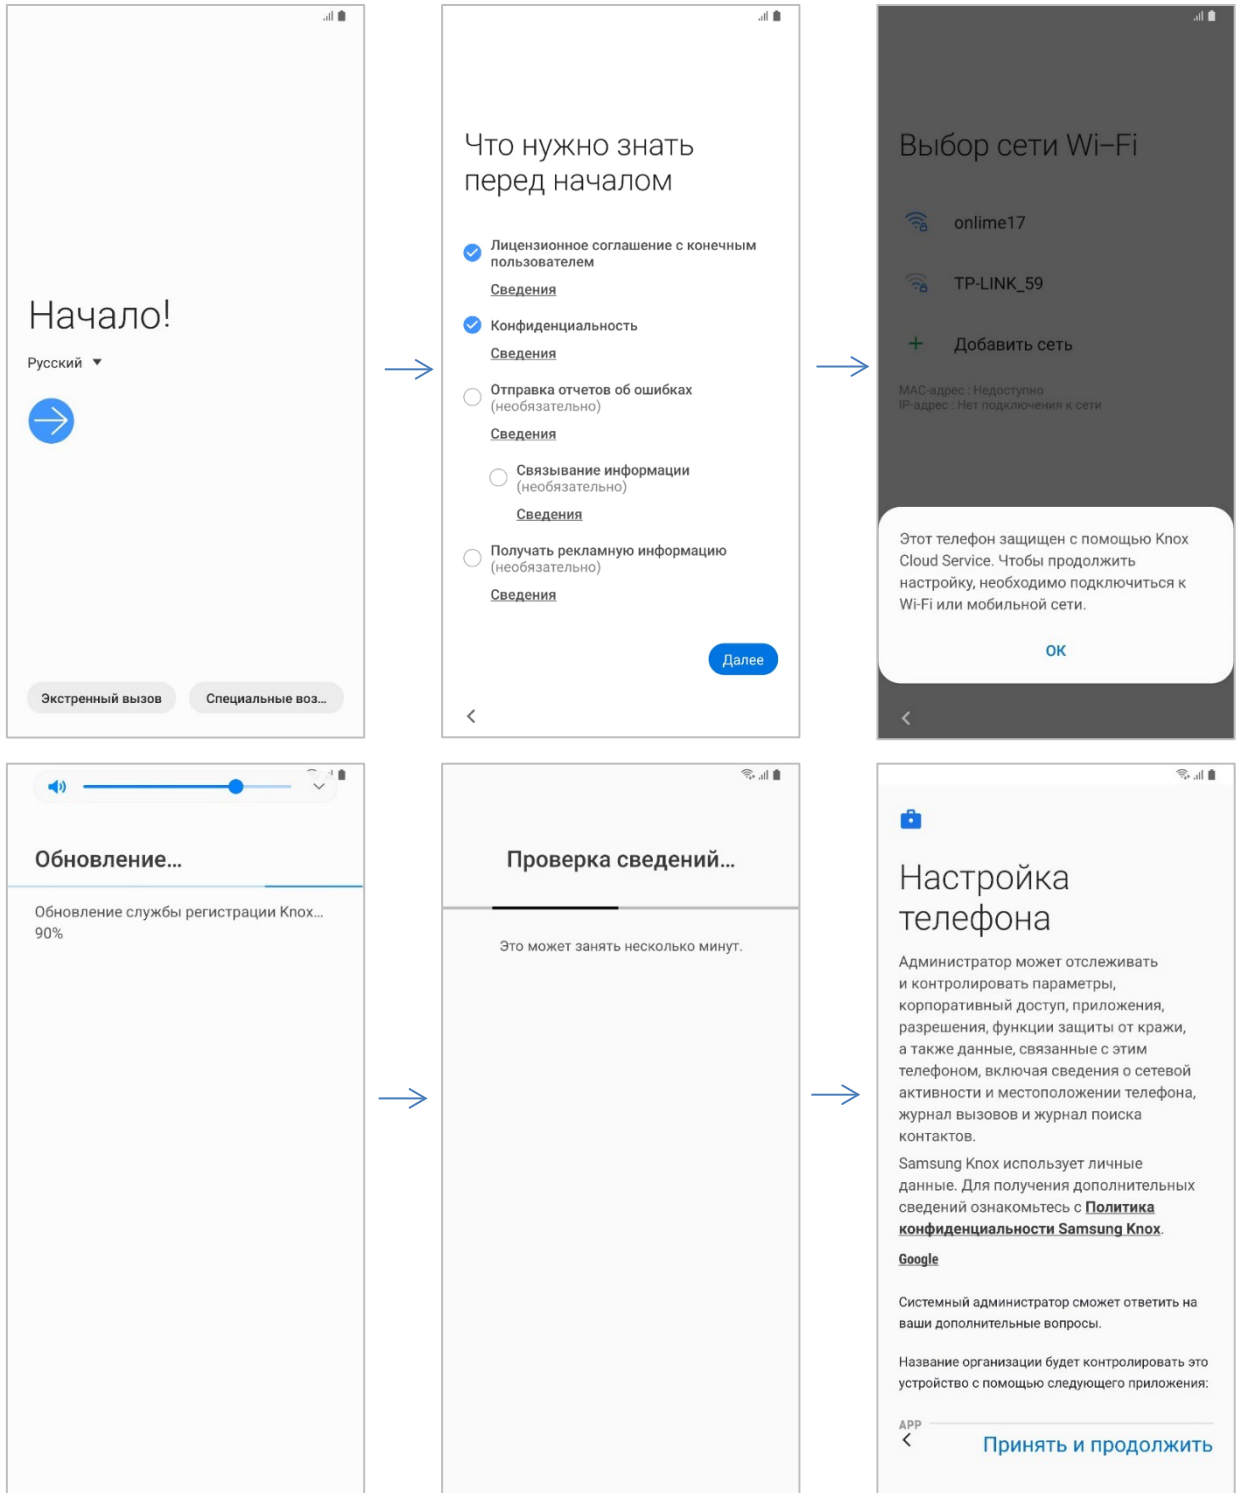 Начало!
Русский
Экстренный вызов
Специальные воз...
Что нужно знать
перед началом
Лицензионное соглашение с конечным
пользователем
Сведения
Конфиденциальность
Сведения
Отправка отчетов об ошибках
(необязательно)
Сведения
Связывание информации
(необязательно)
Сведения
Получать рекламную информацию
(необязательно)
Сведения
Далее
Выбор сети Wi-Fi
onlime17
TP-LINK_59
Добавить сеть
MAC-адрес : Недоступно
IP-адрес : Нет подключения к сети
Этот телефон защищен с помощью Knox
Cloud Service. Чтобы продолжить
настройку, необходимо подключиться к
Wi-Fi или мобильной сети.
ОК
Обновление...
Обновление службы регистрации Knox...
90%
Проверка сведений...
Это может занять несколько минут.
Настройка
телефона
Администратор может отслеживать
и контролировать параметры,
корпоративный доступ, приложения,
разрешения, функции защиты от кражи,
а также данные, связанные с этим
телефоном, включая сведения о сетевой
активности и местоположении телефона,
журнал вызовов и журнал поиска
контактов.
Samsung Knox использует личные
данные. Для получения дополнительных
сведений ознакомьтесь с Политика
конфиденциальности Samsung Knox.
Google
Системный администратор сможет ответить на
ваши дополнительные вопросы.
Название организации будет контролировать это
устройство с помощью следующего приложения:
APP
Принять и продолжить